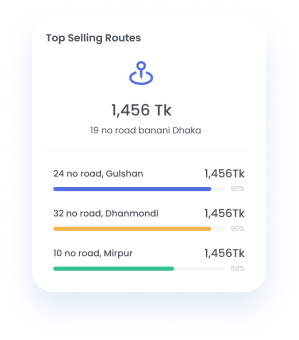 Top Selling Routes
1,456 Tk
19 no road banani Dhaka
24 no road, Gulshan 1,456Tk
90%
32 no road, Dhanmondi 1,456Tk
90%
10 no road, Mirpur 1,456Tk
60%